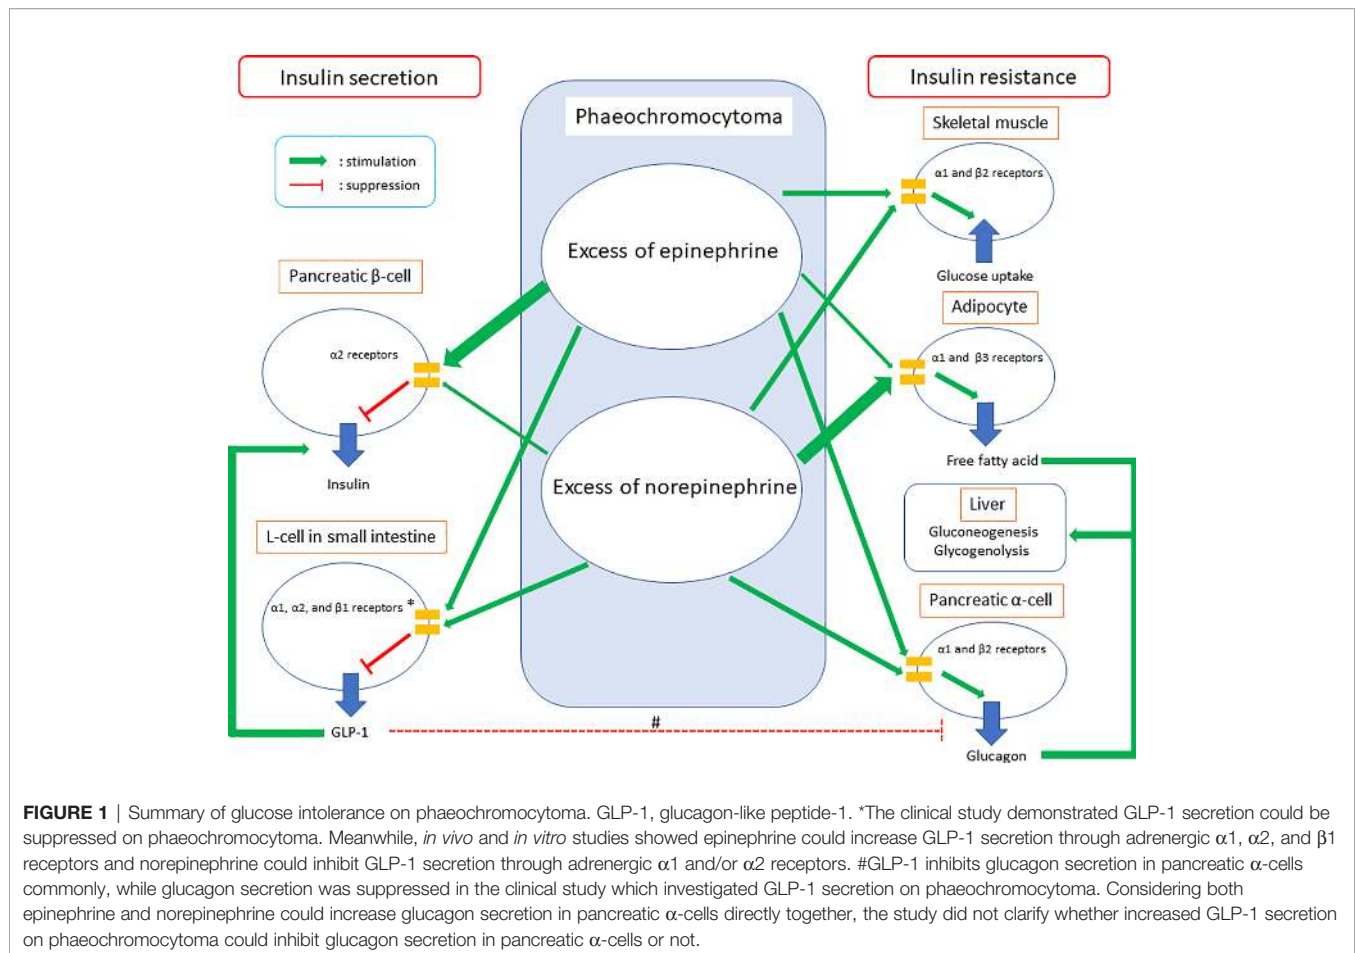 Insulin secretion
: stimulation
: suppression
Pancreatic β-cell
α2 receptors
Insulin
L-cell in small intestine
α1, α2, and β1 receptors *
GLP-1
Phaeochromocytoma
Excess of epinephrine
Excess of norepinephrine
#
Insulin resistance
Skeletal muscle
α1 and β2 receptors
Glucose uptake
Adipocyte
α1 and β3 receptors
Free fatty acid
Liver
Gluconeogenesis
Glycogenolysis
Pancreatic α-cell
α1 and β2 receptors
Glucagon
FIGURE 1 | Summary of glucose intolerance on phaeochromocytoma. GLP-1, glucagon-like peptide-1. *The clinical study demonstrated GLP-1 secretion could be
suppressed on phaeochromocytoma. Meanwhile, in vivo and in vitro studies showed epinephrine could increase GLP-1 secretion through adrenergic α1, α2, and β1
receptors and norepinephrine could inhibit GLP-1 secretion through adrenergic α1 and/or α2 receptors. #GLP-1 inhibits glucagon secretion in pancreatic α-cells
commonly, while glucagon secretion was suppressed in the clinical study which investigated GLP-1 secretion on phaeochromocytoma. Considering both
epinephrine and norepinephrine could increase glucagon secretion in pancreatic α-cells directly together, the study did not clarify whether increased GLP-1 secretion
on phaeochromocytoma could inhibit glucagon secretion in pancreatic α-cells or not.